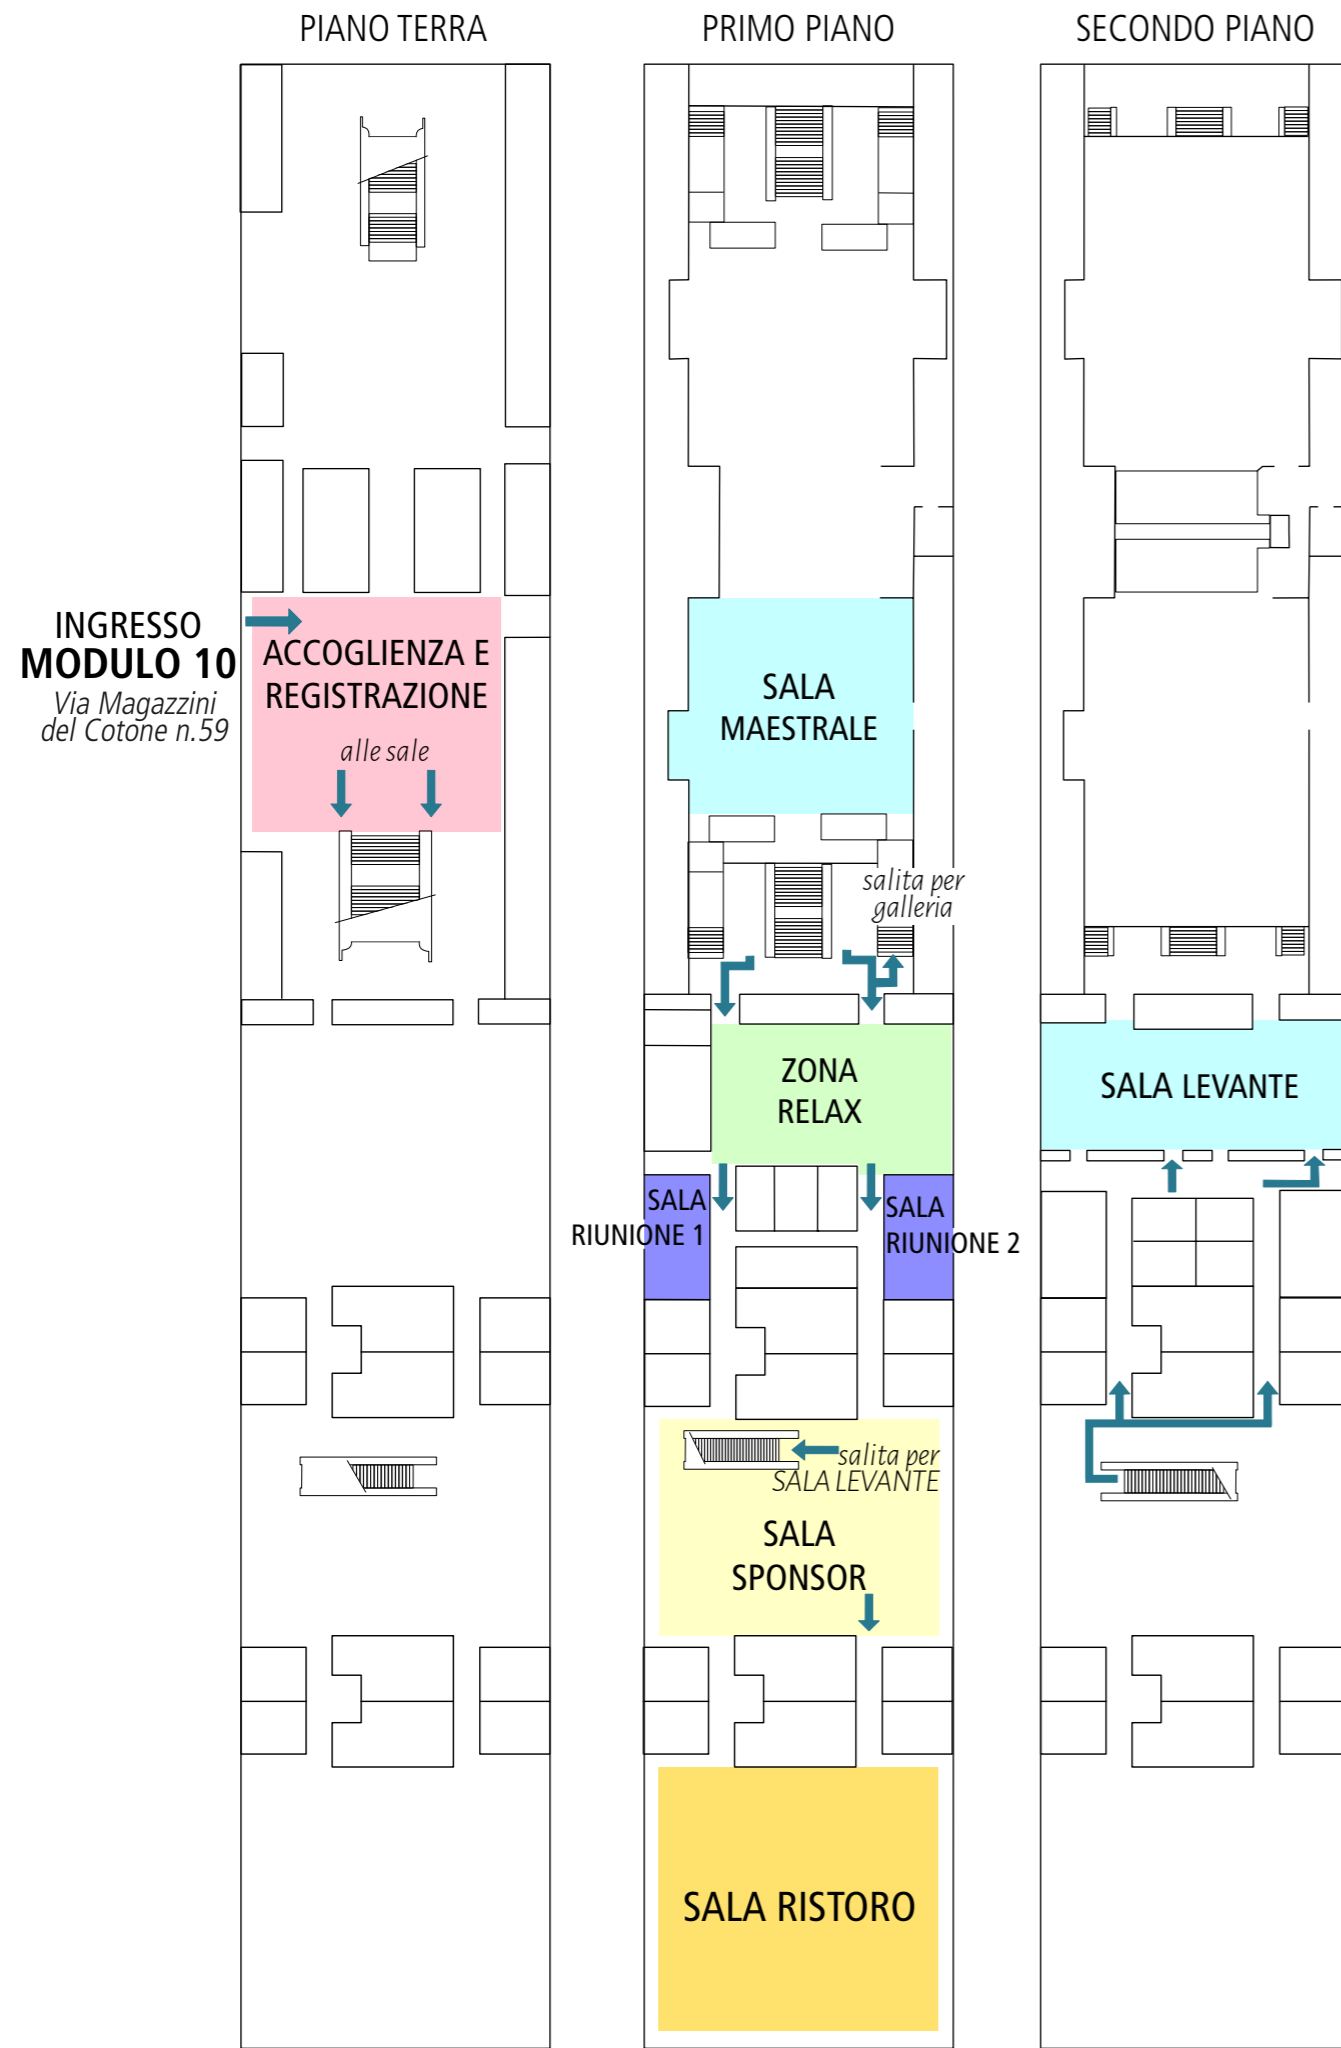 PIANO TERRA
PRIMO PIANO
SECONDO PIANO
INGRESSO
MODULO 10
Via Magazzini
del Cotone n.59
ACCOGLIENZA E
REGISTRAZIONE
alle sale
SALA
MAESTRALE
salita per
galleria
ZONA
RELAX
SALA
RIUNIONE 1
SALA
RIUNIONE 2
salita per
SALA LEVANTE
SALA
SPONSOR
SALA RISTORO
SALA LEVANTE